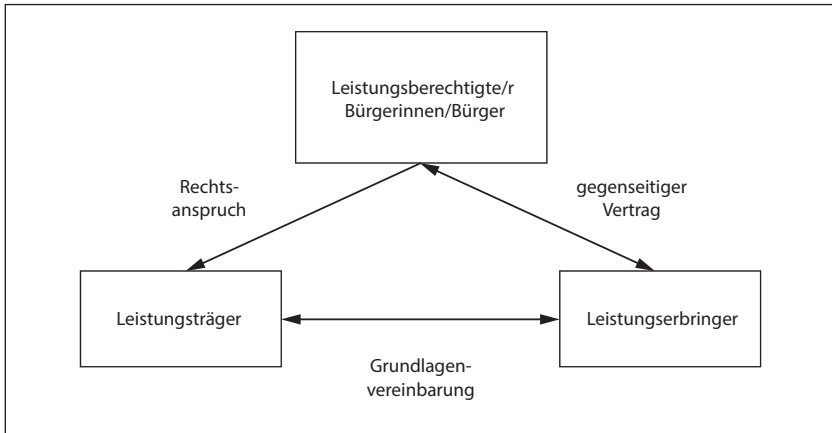 Leistungsberechtigte/r
Bürgerinnen/Bürger
Rechts-
anspruch
gegenseitiger
Vertrag
Leistungsträger
Leistungserbringer
Grundlagen-
vereinbarung